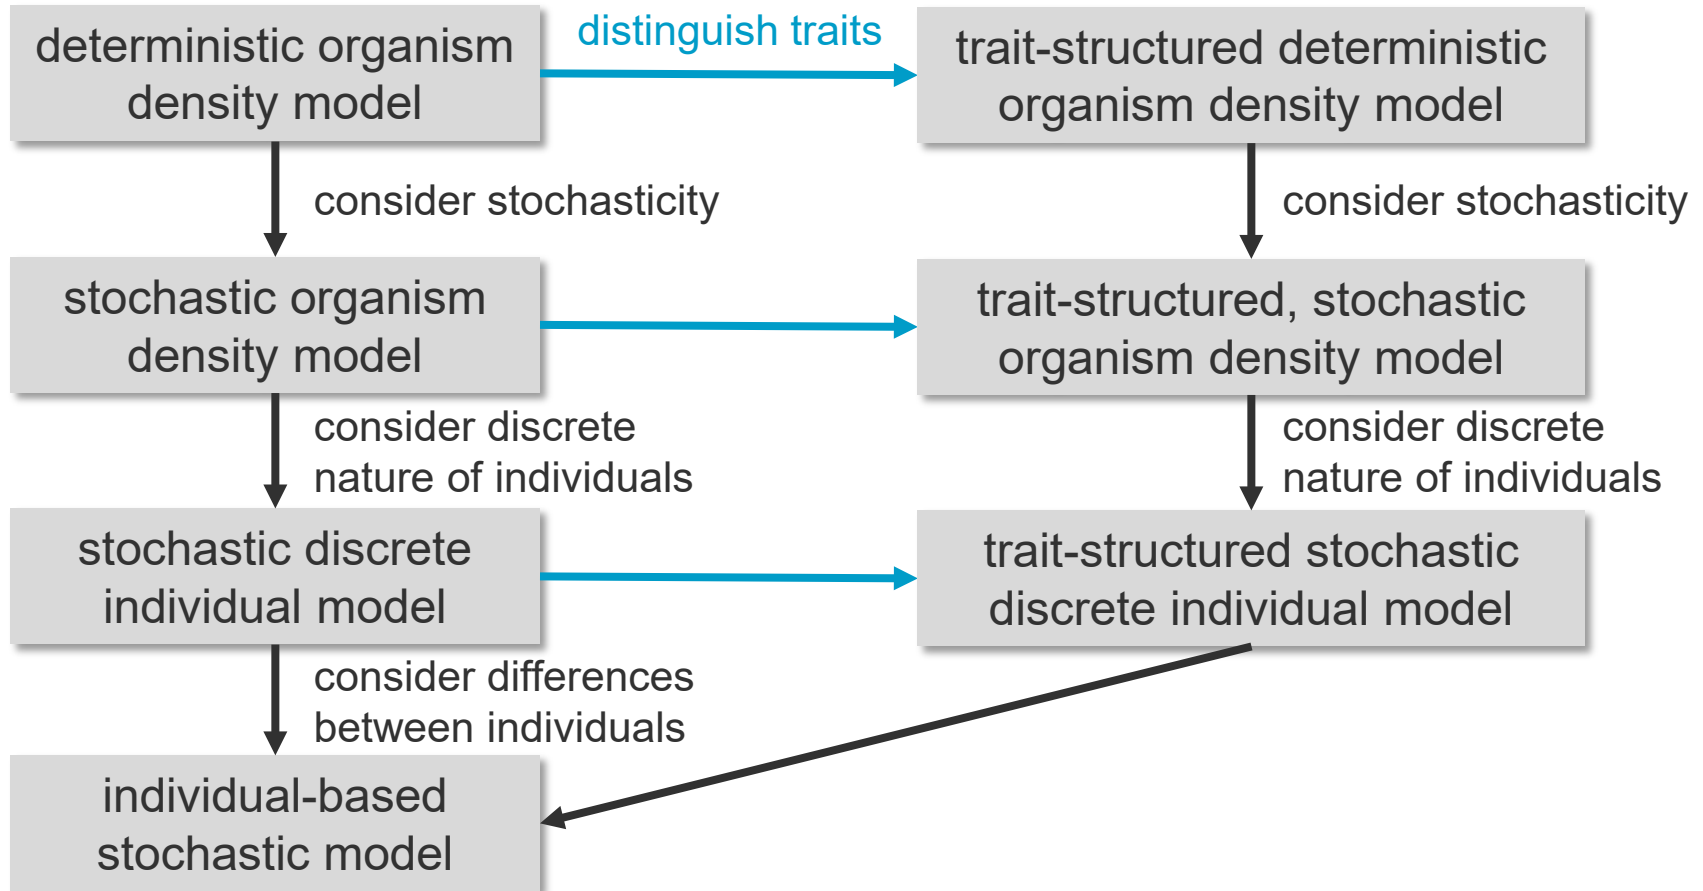 deterministic organism
density model
distinguish traits
trait-structured deterministic
organism density model
consider stochasticity
consider stochasticity
stochastic organism
density model
trait-structured, stochastic
organism density model
consider discrete
nature of individuals
consider discrete
nature of individuals
stochastic discrete
individual model
trait-structured stochastic
discrete individual model
consider differences
between individuals
individual-based
stochastic model